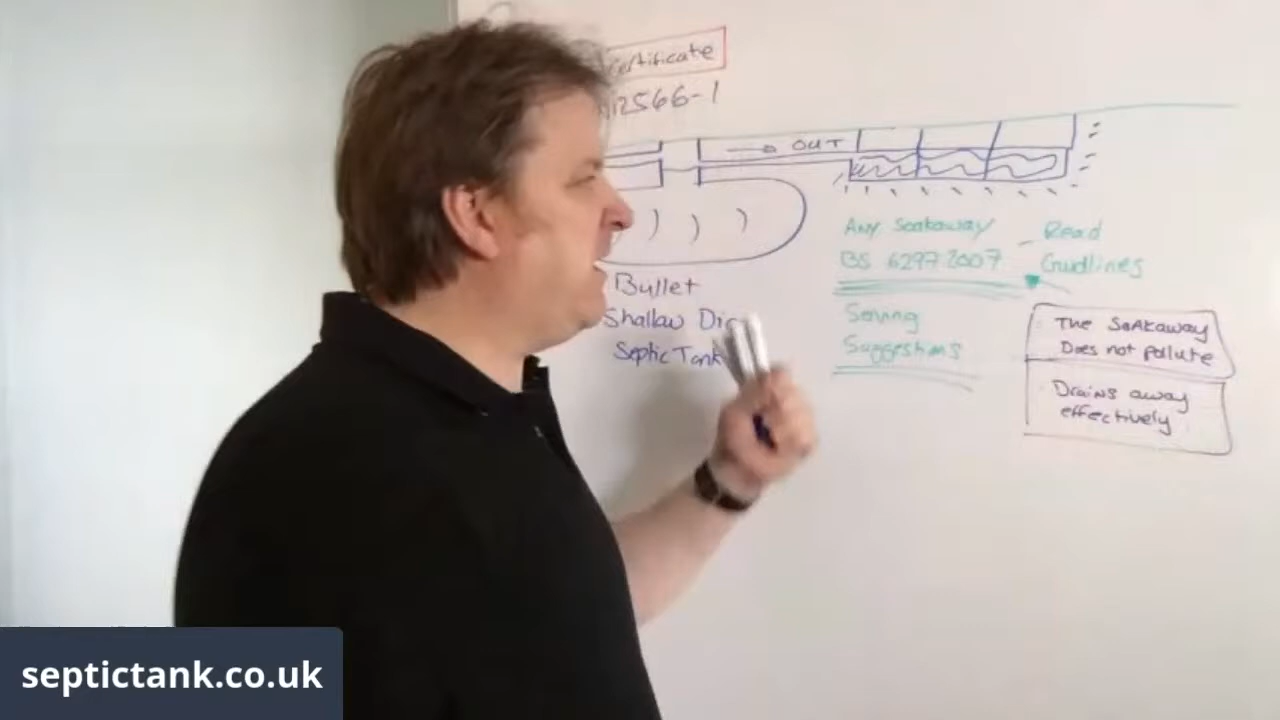 Certificate
12566-1
OUT
Any Soakaway
BS 6297 2007
Read
Guidlines
Bullet
Shallow Dig
Septic Tank
Serving
Suggestions
The Soakaway
Does not pollute
Drains away
effectively
septictank.co.uk